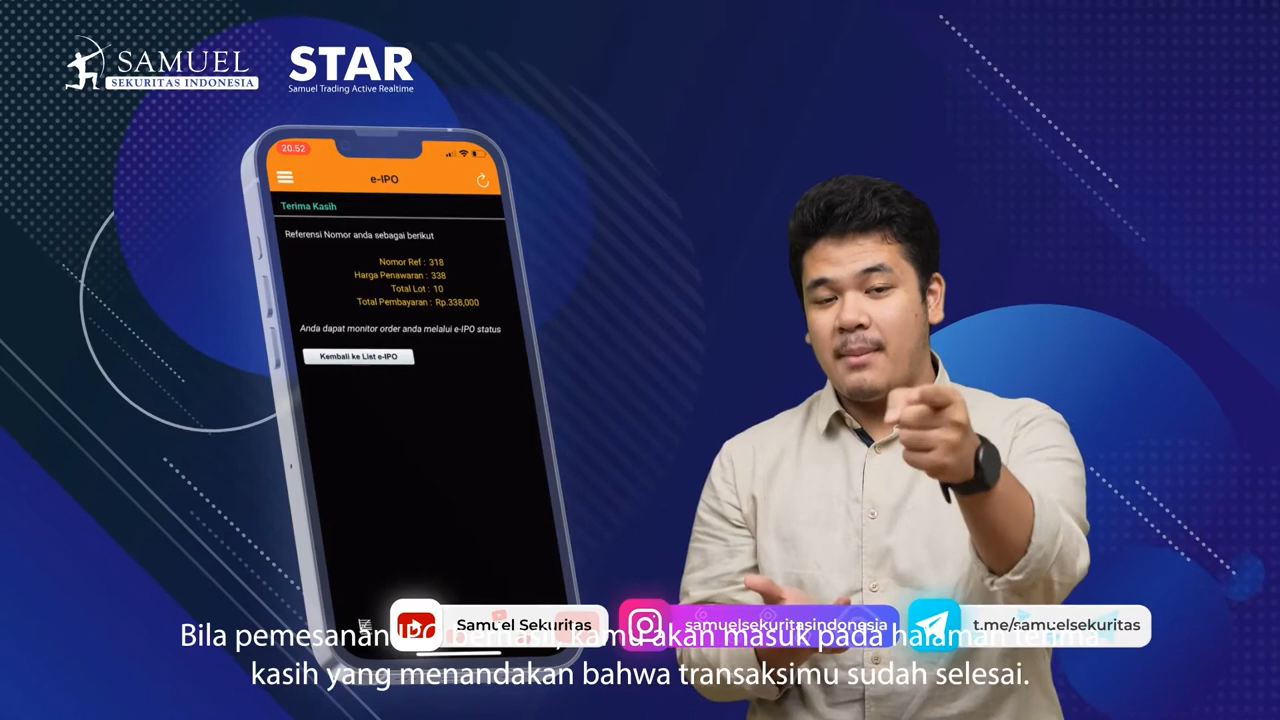 SAMUEL
SEKURITAS INDONESIA
STAR
Samuel Trading Active Realtime
20.52
e-IPO
Terima Kasih
Referensi Nomor anda sebagai berikut
Nomor Ref : 318
Harga Penawaran : 338
Total Lot : 10
Total Pembayaran : Rp.338,000
Anda dapat monitor order anda melalui e-IPO status
Kembali ke List e-IPO
Samuel Sekuritas
samuelsekuritasindonesia
t.me/samuelsekuritas
Bila pemesanan IPO berhasil, kamu akan masuk pada halaman terima
kasih yang menandakan bahwa transaksimu sudah selesai.